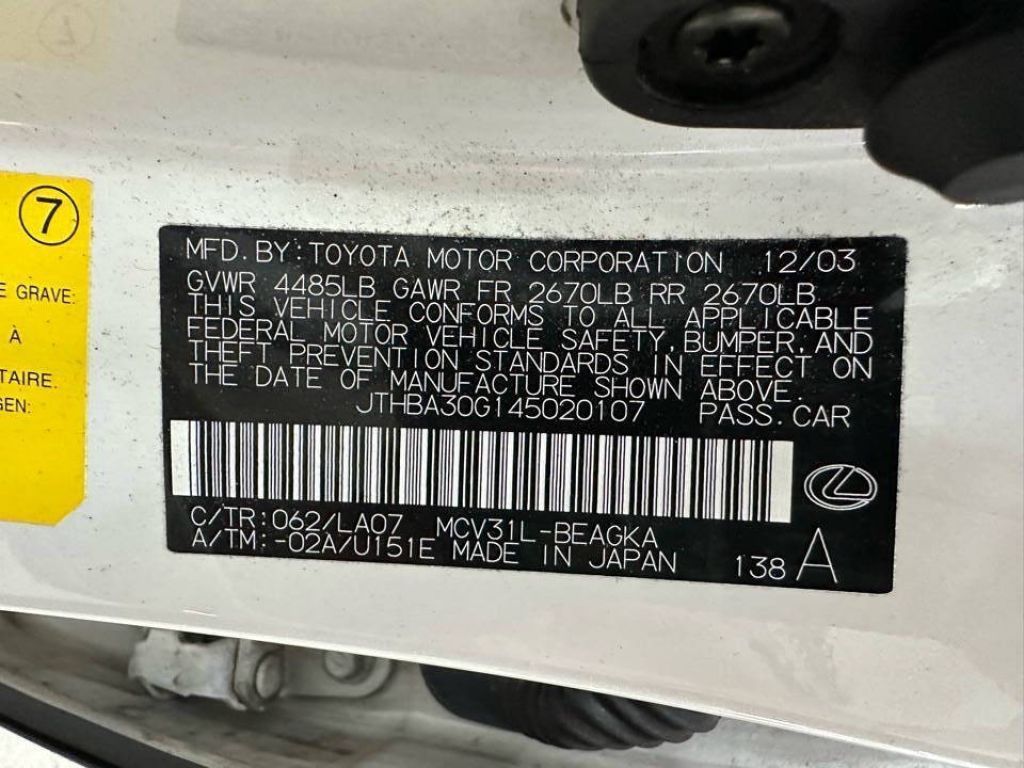 7
E GRAVE:
À
TAIRE.
GEN:
MFD. BY: TOYOTA MOTOR CORPORATION 12/03
GVWR 4485LB GAWR FR 2670LB RR 2670LB
THIS VEHICLE CONFORMS TO ALL APPLICABLE
FEDERAL MOTOR VEHICLE SAFETY, BUMPER, AND
THEFT PREVENTION STANDARDS IN EFFECT ON
THE DATE OF MANUFACTURE SHOWN ABOVE.
JTHBA30G145020107 PASS. CAR
C/TR: 062/LA07 MCV31L-BEAGKA
A/TM: -02A/U151E MADE IN JAPAN 138 A